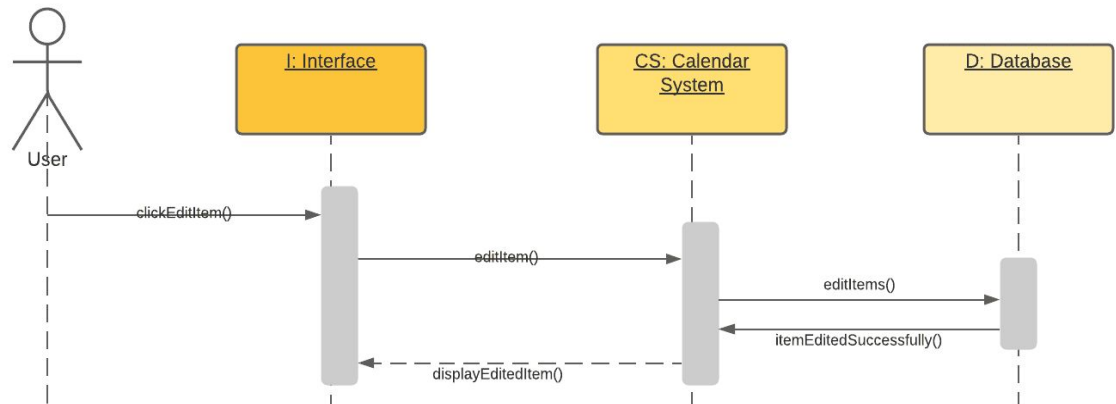 I: Interface
CS: Calendar
System
D: Database
User
clickEditItem()
editItem()
editItems()
itemEditedSuccessfully()
displayEditedItem()